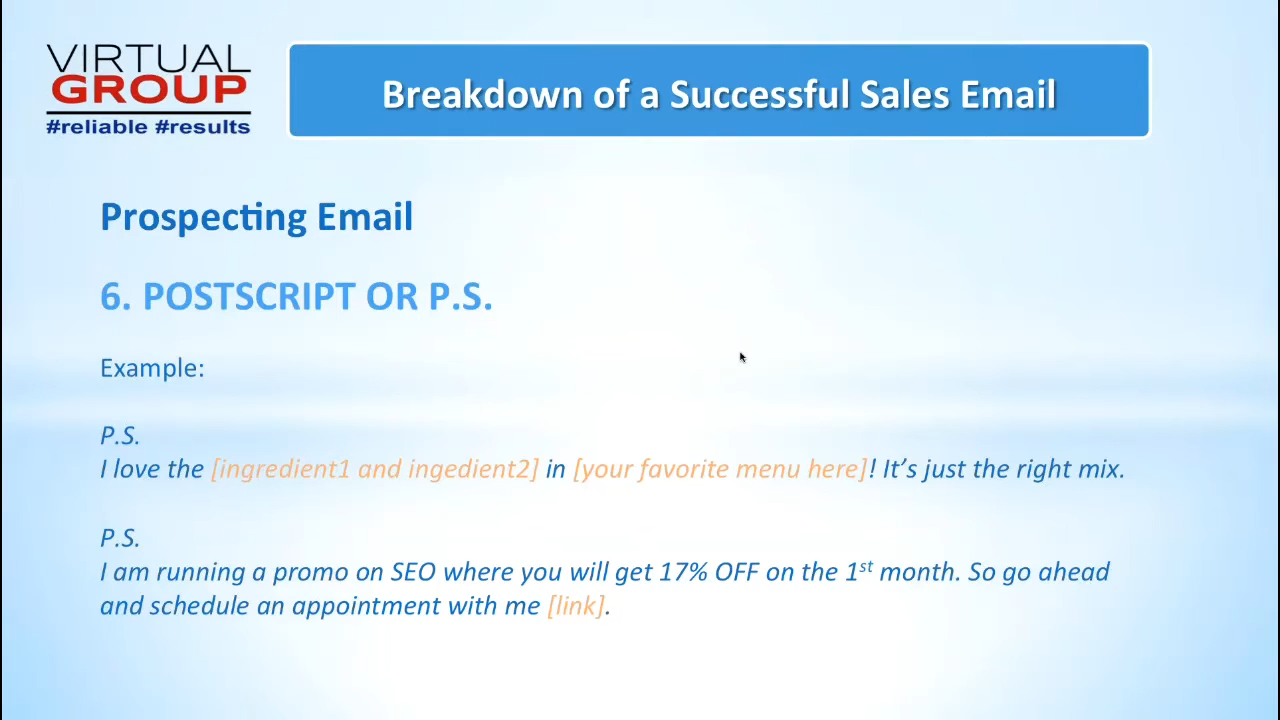 VIRTUAL
GROUP
#reliable #results
Breakdown of a Successful Sales Email
Prospecting Email
6. POSTSCRIPT OR P.S.
Example:
P.S.
I love the [ingredient1 and ingedient2] in [your favorite menu here]! It’s just the right mix.
P.S.
I am running a promo on SEO where you will get 17% OFF on the 1st month. So go ahead
and schedule an appointment with me [link].